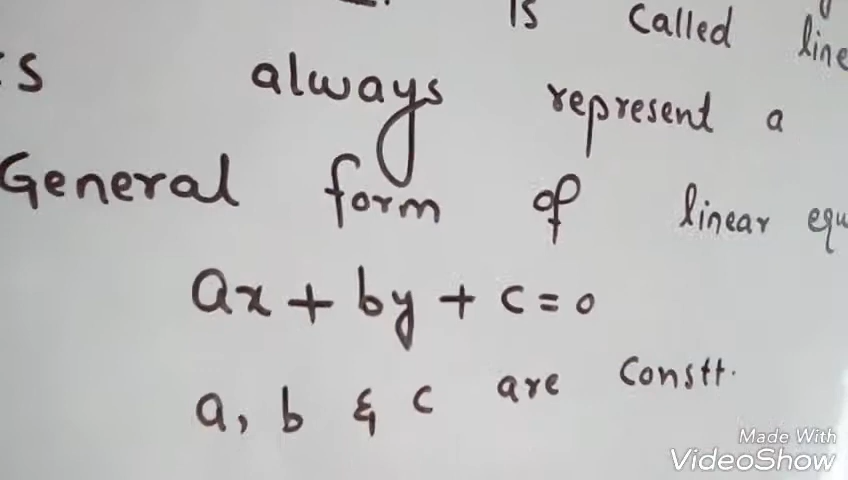 is called
always represent a
General form of linear
ax + by + c = 0
a, b & c are Constt.
Made With
VideoShow